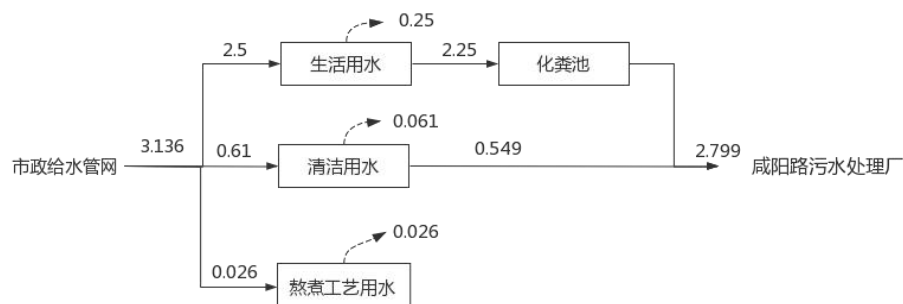 0.25
2.5
生活用水
2.25
化粪池
0.061
市政给水管网
3.136
0.61
清洁用水
0.549
2.799
咸阳路污水处理厂
0.026
0.026
熬煮工艺用水